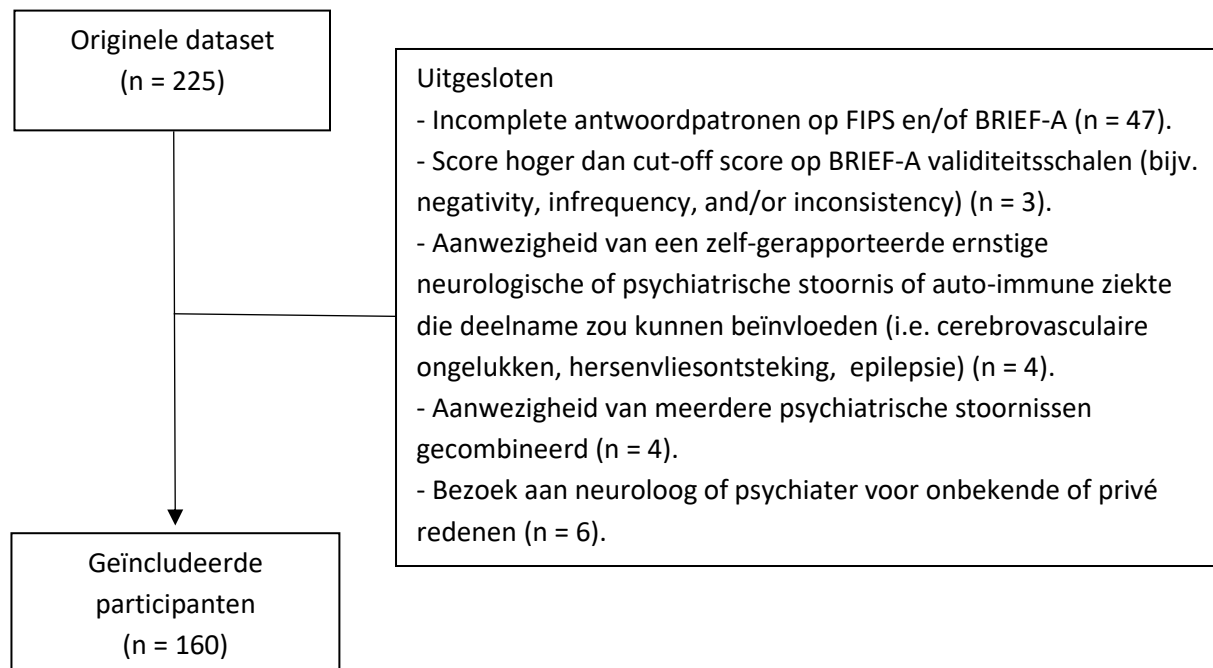 Originele dataset
(n = 225)
Uitgesloten
- Incomplete antwoordpatronen op FIPS en/of BRIEF-A (n = 47).
- Score hoger dan cut-off score op BRIEF-A validiteitsschalen (bijv.
negativity, infrequency, and/or inconsistency) (n = 3).
- Aanwezigheid van een zelf-gerapporteerde ernstige
neurologische of psychiatrische stoornis of auto-immune ziekte
die deelname zou kunnen beïnvloeden (i.e. cerebrovasculaire
ongelukken, hersenvliesontsteking, epilepsie) (n = 4).
- Aanwezigheid van meerdere psychiatrische stoornissen
gecombineerd (n = 4).
- Bezoek aan neuroloog of psychiater voor onbekende of privé
redenen (n = 6).
Geïncludeerde
participanten
(n = 160)